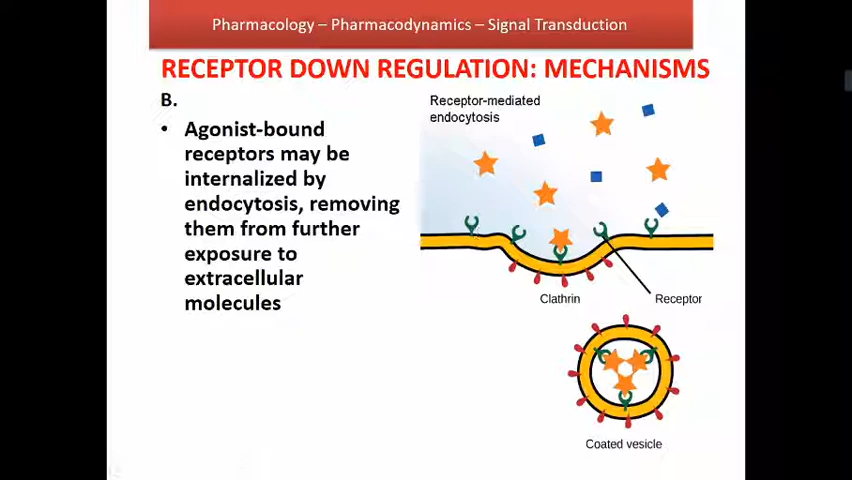 Pharmacology – Pharmacodynamics – Signal Transduction
RECEPTOR DOWN REGULATION: MECHANISMS
B.
• Agonist-bound
receptors may be
internalized by
endocytosis, removing
them from further
exposure to
extracellular
molecules
Receptor-mediated
endocytosis
Clathrin
Receptor
Coated vesicle